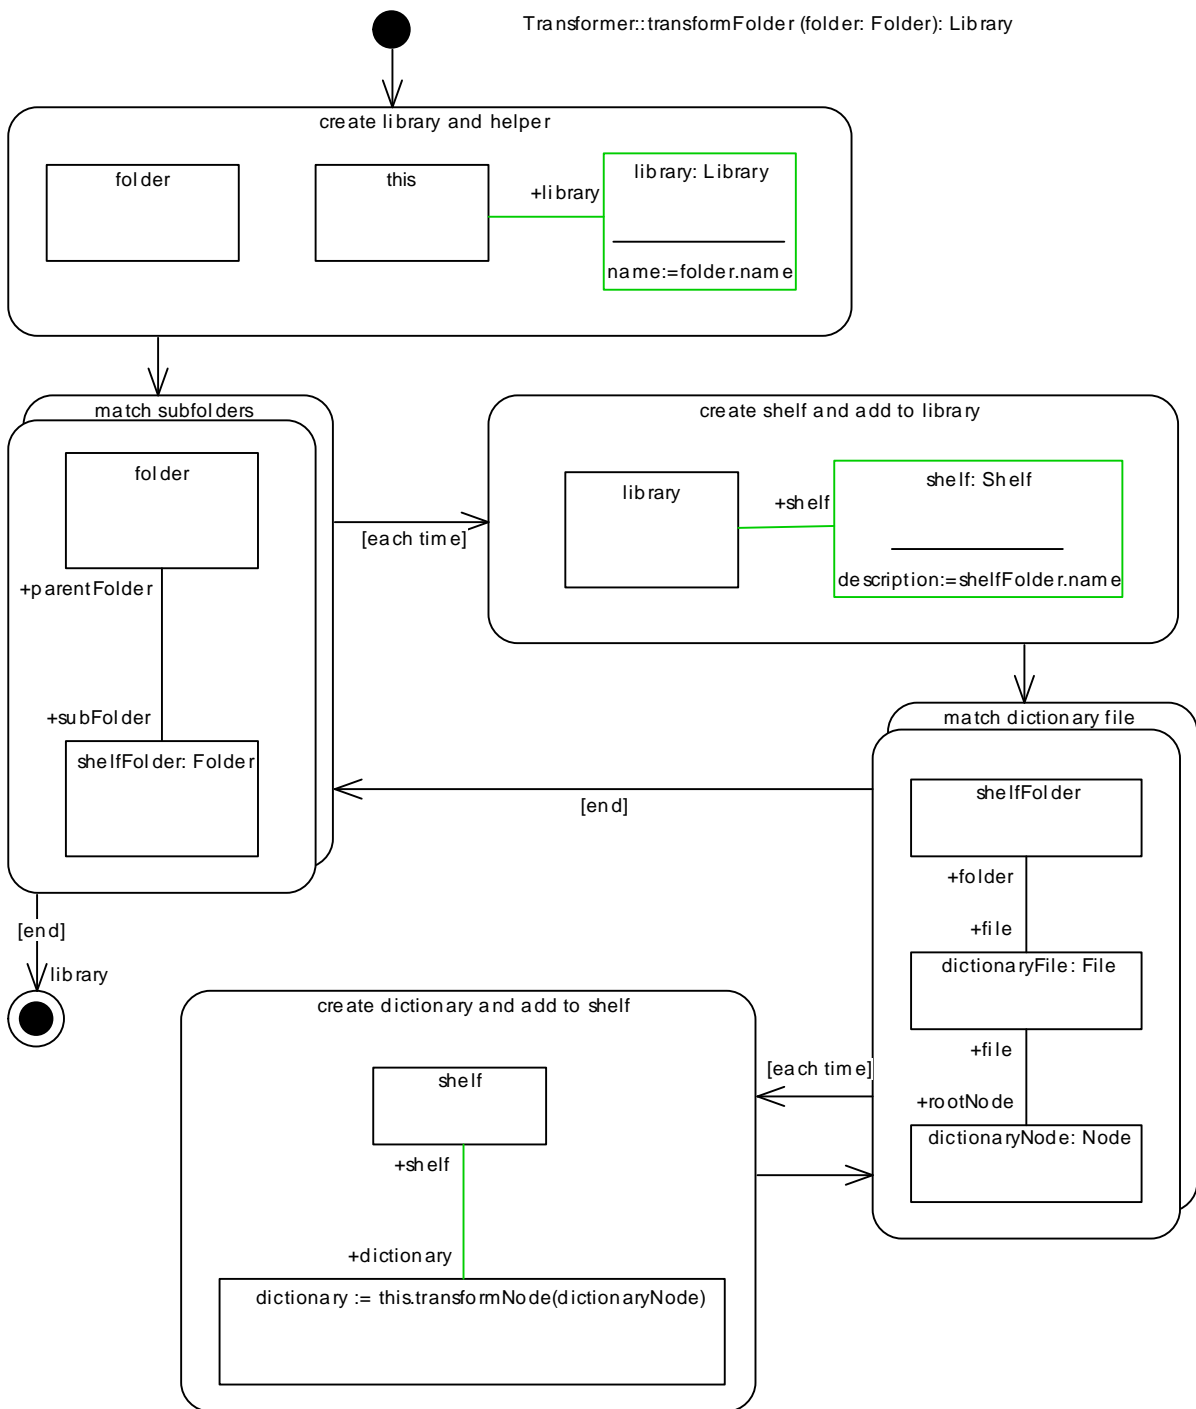 Transformer::transformFolder (folder: Folder): Library
create library and helper
folder
this
+library
library: Library
name:=folder.name
match subfolders
folder
+parentFolder
+subFolder
shelfFolder: Folder
[each time]
create shelf and add to library
library
+shelf
shelf: Shelf
description:=shelfFolder.name
match dictionary file
shelfFolder
+folder
+file
dictionaryFile: File
+file
+rootNode
dictionaryNode: Node
[end]
[end]
library
create dictionary and add to shelf
[each time]
shelf
+shelf
+dictionary
dictionary := this.transformNode(dictionaryNode)